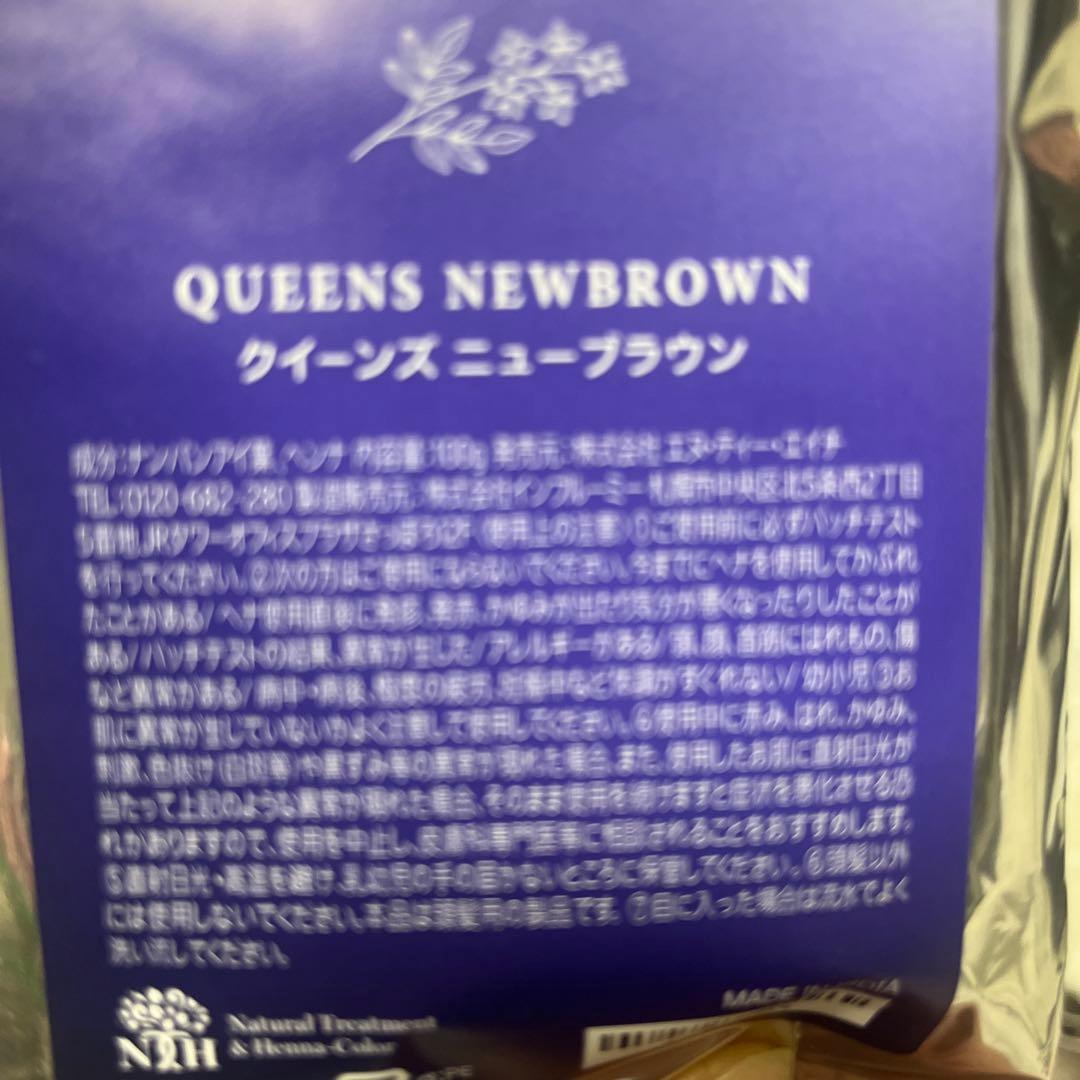 QUEENS NEWBROWN
クイーンズ ニューブラウン
成分:ナンバンアイ葉、ヘンナ 内容量:100g 発売元:株式会社 エヌ・ティー・エイチ
TEL:0120-682-280 製造販売元:株式会社インブルーミー 札幌市中央区北5条西2丁目
5番地JRタワーオフィスプラザさっぽろ 使用上の注意 ①ご使用前に必ずパッチテスト
を行ってください。②次の方はご使用にならないでください。今までにヘナを使用してかぶれ
たことがある/ヘナ使用直後に発疹、発赤、かゆみが出たり気分が悪くなったりしたことが
ある/パッチテストの結果、異常が生じた/アレルギーがある/頭、顔、首筋にはれもの、傷
など異常がある/ 妊娠中など体調がすぐれない/幼小児 ③お
肌に異常が生じていないかよく注意して使用してください。④使用中に赤み、はれ、かゆみ、
刺激、色抜け(白斑等)や黒ずみ等の異常が現れた場合、また、使用したお肌に直射日光が
当たって上記のような異常が現れた場合、そのまま使用を続けますと症状を悪化させる恐
れがありますので、使用を中止し、皮膚科専門医等に相談されることをおすすめします。
⑤直射日光・高温を避け、乳幼児の手の届かないところに保管してください。⑥頭髪以外
には使用しないでください。本品は頭髪用の製品です。⑦目に入った場合は流水でよく
洗い流してください。
MADE IN INDIA
NTH
Natural Treatment
& Henna-Color
PE